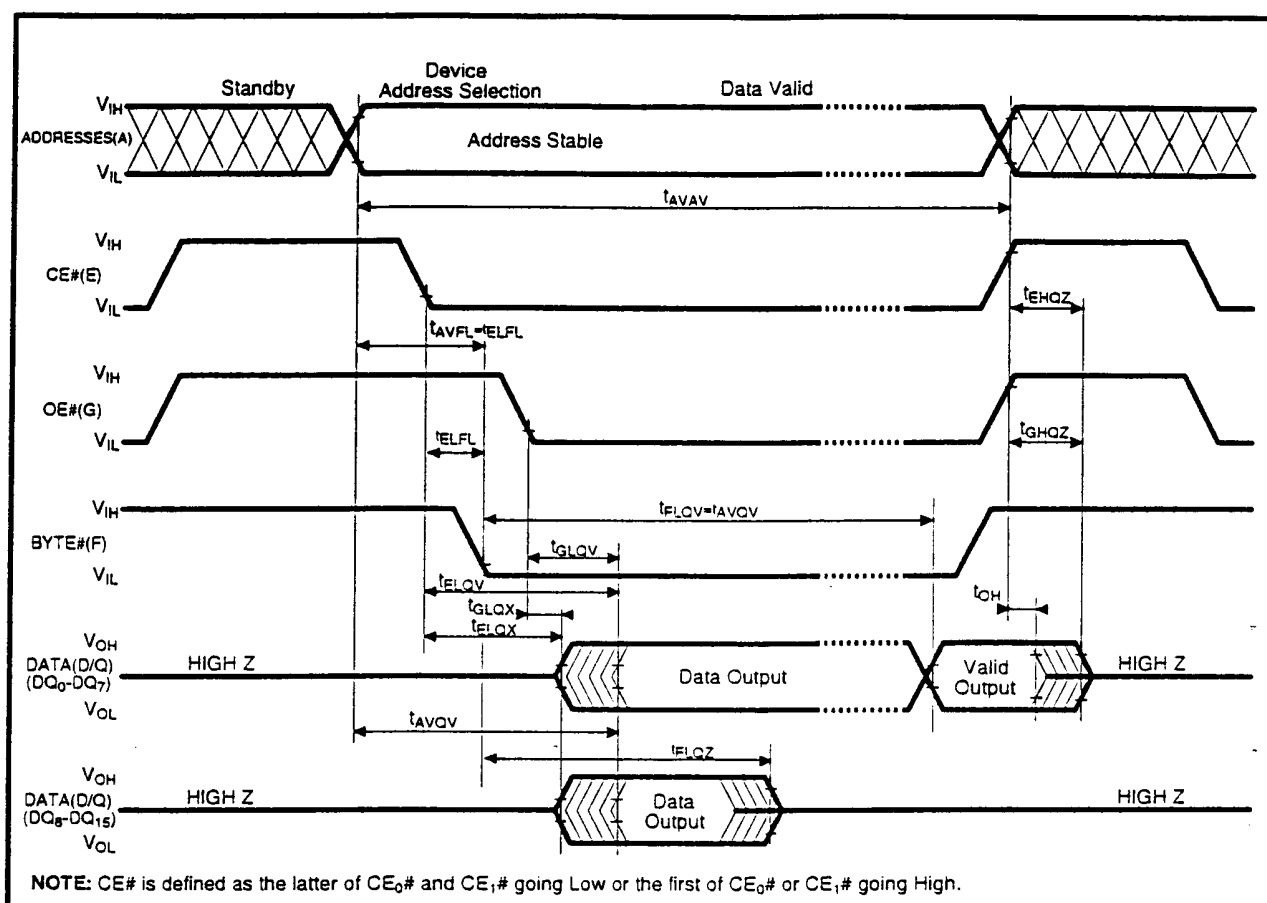 Standby
Device
Address Selection
Data Valid
VIH
ADDRESSES(A)
Address Stable
VIL
tAVAV
VIH
CE#(E)
VIL
tEHQZ
tAVFL=tELFL
VIH
OE#(G)
VIL
tELFL
tGHQZ
VIH
tFLQV=tAVQV
BYTE#(F)
tGLQV
VIL
tELQV
tOH
tGLQX
tELQX
VOH
DATA(D/Q)
(DQ0-DQ7)
HIGH Z
Data Output
Valid
Output
HIGH Z
VOL
tAVQV
tFLQZ
VOH
DATA(D/Q)
(DQ8-DQ15)
HIGH Z
Data
Output
HIGH Z
VOL
NOTE: CE# is defined as the latter of CE0# and CE1# going Low or the first of CE0# or CE1# going High.